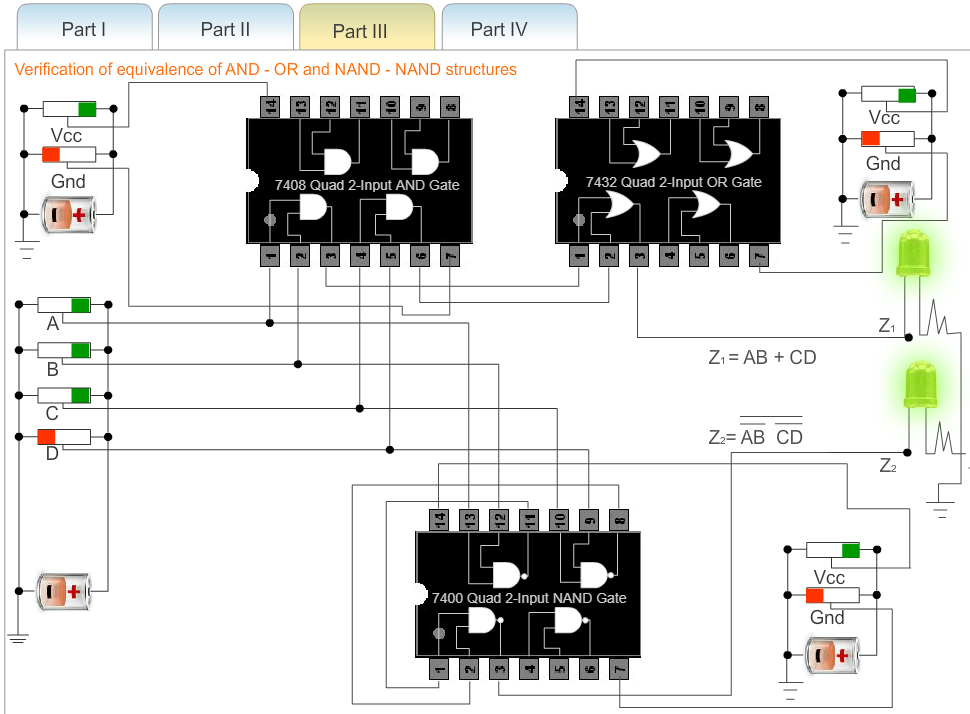 Part I Part II Part III Part IV
Verification of equivalence of AND - OR and NAND - NAND structures
14 13 12 11 10 9 8
14 13 12 11 10 9 8
Vcc
Gnd
Vcc
Gnd
7408 Quad 2-Input AND Gate
7432 Quad 2-Input OR Gate
1 2 3 4 5 6 7
1 2 3 4 5 6 7
A
B
C
D
Z1
Z1 = AB + CD
Z2= A̅B̅ C̅D̅
Z2
14 13 12 11 10 9 8
7400 Quad 2-Input NAND Gate
1 2 3 4 5 6 7
Vcc
Gnd